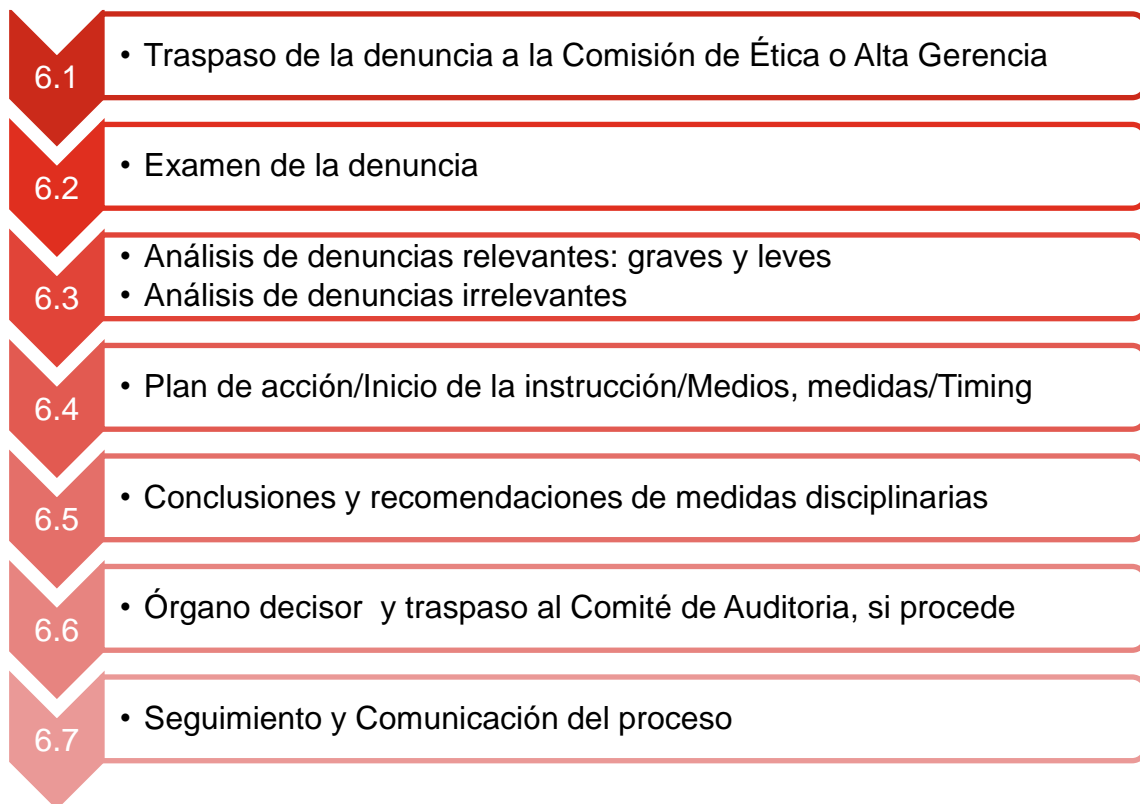 6.1
• Traspaso de la denuncia a la Comisión de Ética o Alta Gerencia
6.2
• Examen de la denuncia
6.3
• Análisis de denuncias relevantes: graves y leves
• Análisis de denuncias irrelevantes
6.4
• Plan de acción/Inicio de la instrucción/Medios, medidas/Timing
6.5
• Conclusiones y recomendaciones de medidas disciplinarias
6.6
• Órgano decisor  y traspaso al Comité de Auditoria, si procede
6.7
• Seguimiento y Comunicación del proceso